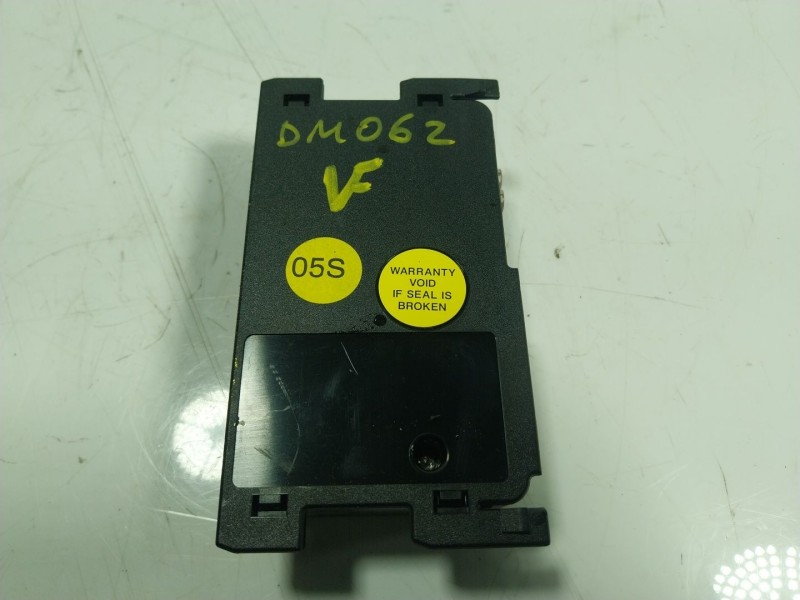 DM062
VF
05S
WARRANTY
VOID
IF SEAL IS
BROKEN